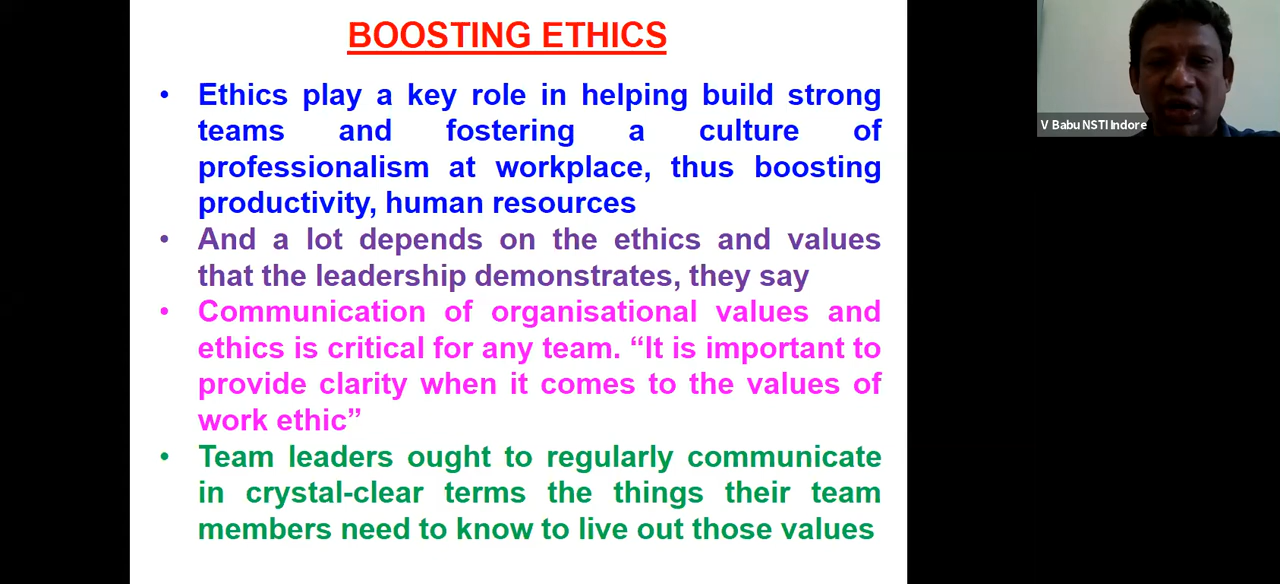 BOOSTING ETHICS
• Ethics play a key role in helping build strong
teams and fostering a culture of
professionalism at workplace, thus boosting
productivity, human resources
• And a lot depends on the ethics and values
that the leadership demonstrates, they say
• Communication of organisational values and
ethics is critical for any team. “It is important to
provide clarity when it comes to the values of
work ethic”
• Team leaders ought to regularly communicate
in crystal-clear terms the things their team
members need to know to live out those values
V Babu NSTI Indore